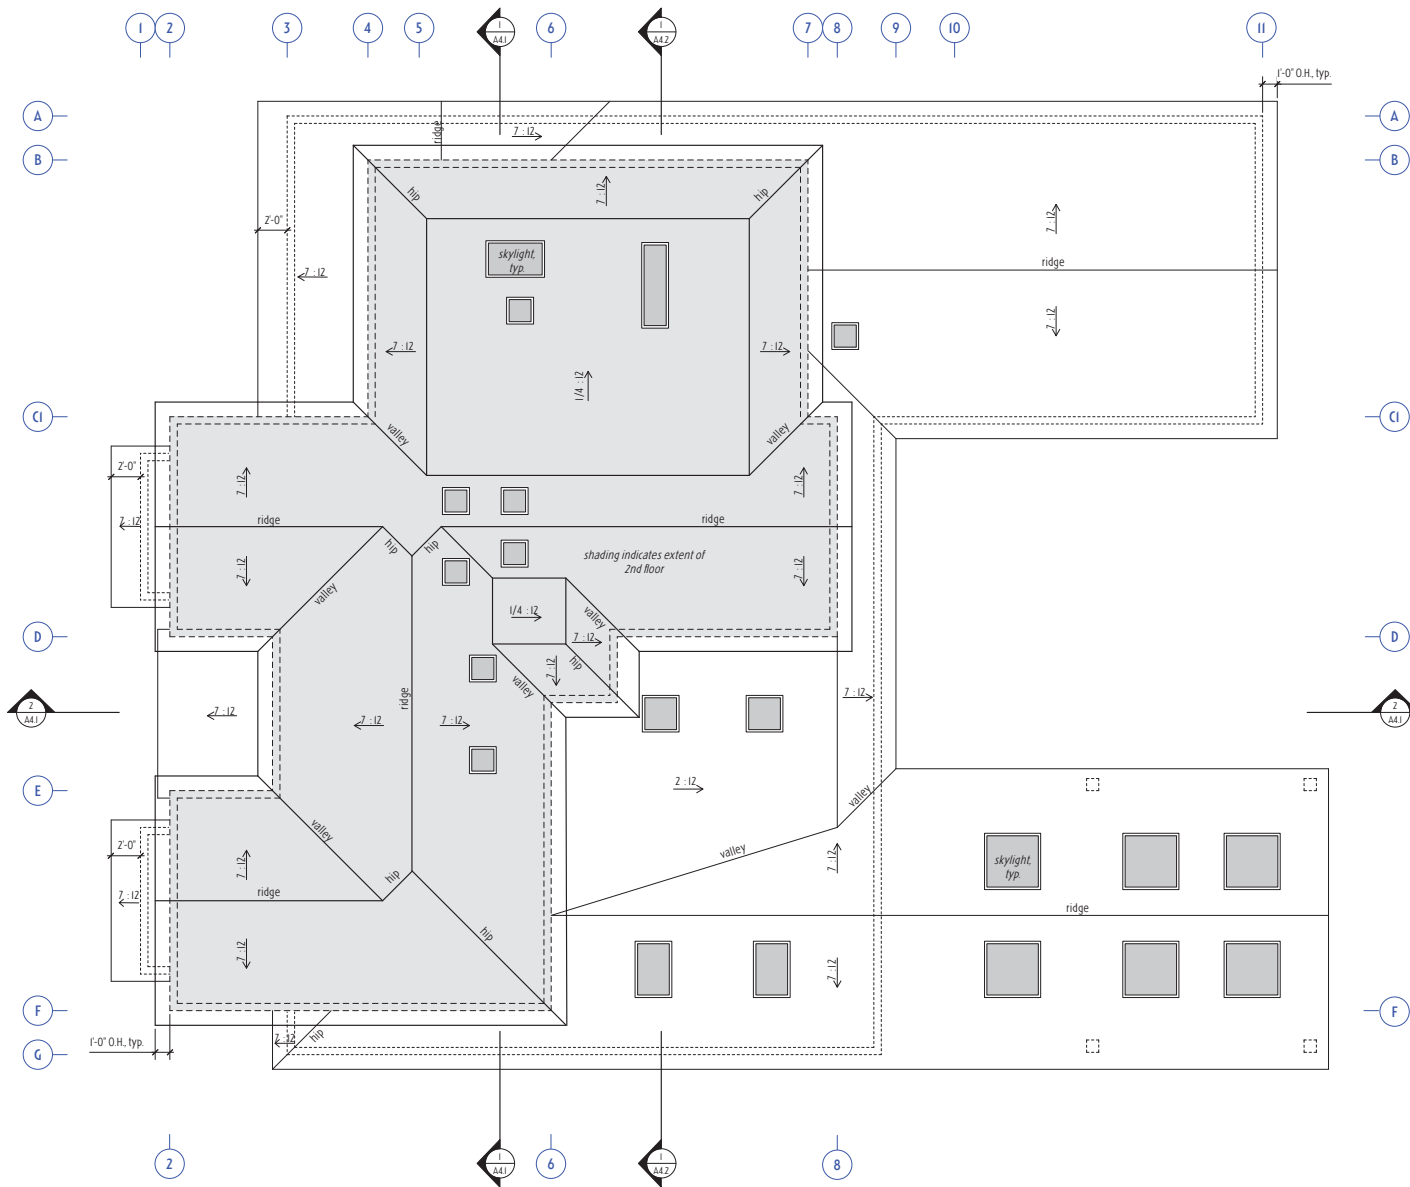 1 2 3 4 5 6 7 8 9 10 11
1
A4.1
1
A4.2
1'-0" O.H., typ.
A
A
ridge
7 : 12
B
B
hip
7 : 12
hip
7 : 12
2'-0"
skylight,
typ.
ridge
7 : 12
7 : 12
7 : 12
7 : 12
7 : 12
1/4 : 12
C1
C1
valley
valley
2'-0"
7 : 12
7 : 12
7 : 12
ridge
ridge
hip
hip
shading indicates extent of
2nd floor
7 : 12
7 : 12
valley
1/4 : 12
valley
D
D
7 : 12
7 : 12
hip
valley
ridge
7 : 12
2
A4.1
7 : 12
7 : 12
7 : 12
2
A4.1
2 : 12
E
E
valley
valley
valley
2'-0"
7 : 12
7 : 12
skylight,
typ.
hip
7 : 12
ridge
ridge
hip
7 : 12
7 : 12
F
F
7 : 12
hip
1'-0" O.H., typ.
G
2
1
A4.1
6
1
A4.2
8